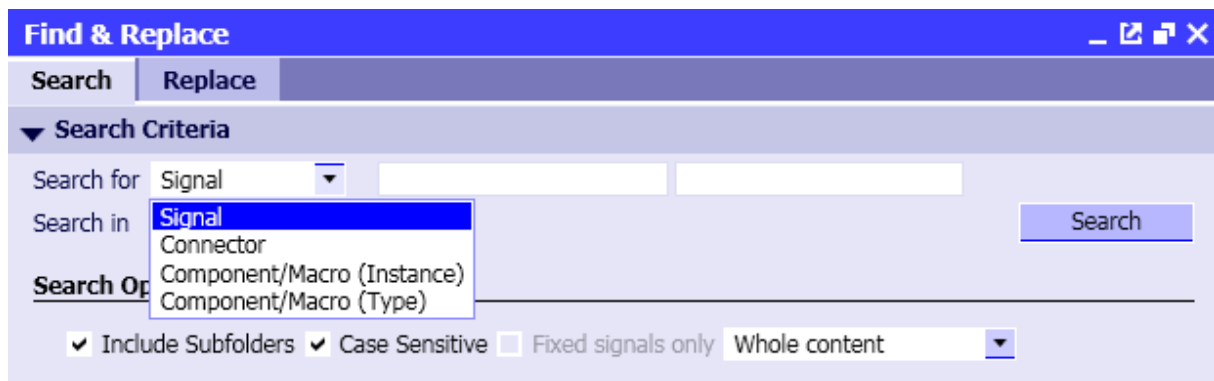 Find & Replace
Search Replace
Search Criteria
Search for Signal
Search in Signal Search
Connector
Component/Macro (Instance)
Search Op
Component/Macro (Type)
Include Subfolders Case Sensitive Fixed signals only Whole content